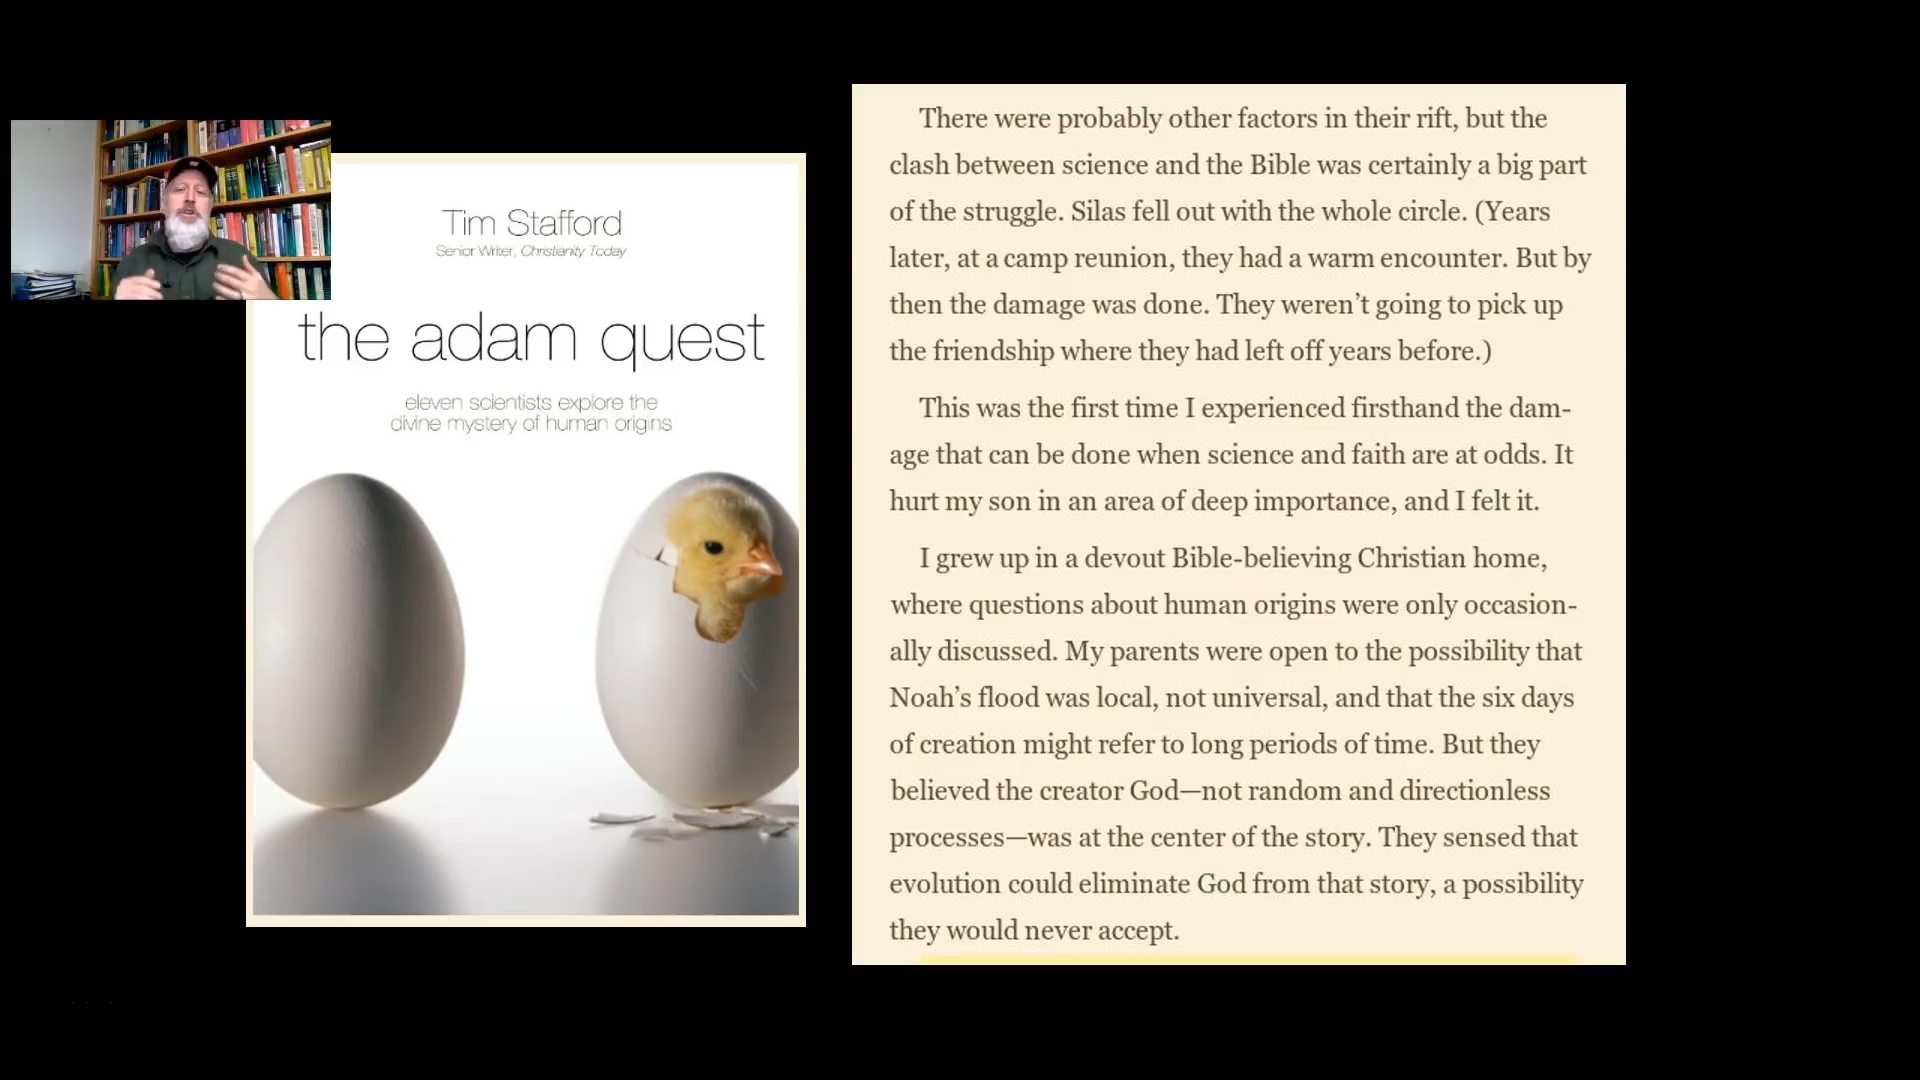 Tim Stafford
Senior Writer, Christianity Today
the adam quest
eleven scientists explore the
divine mystery of human origins
There were probably other factors in their rift, but the
clash between science and the Bible was certainly a big part
of the struggle. Silas fell out with the whole circle. (Years
later, at a camp reunion, they had a warm encounter. But by
then the damage was done. They weren’t going to pick up
the friendship where they had left off years before.)
This was the first time I experienced firsthand the dam-
age that can be done when science and faith are at odds. It
hurt my son in an area of deep importance, and I felt it.
I grew up in a devout Bible-believing Christian home,
where questions about human origins were only occasion-
ally discussed. My parents were open to the possibility that
Noah’s flood was local, not universal, and that the six days
of creation might refer to long periods of time. But they
believed the creator God—not random and directionless
processes—was at the center of the story. They sensed that
evolution could eliminate God from that story, a possibility
they would never accept.